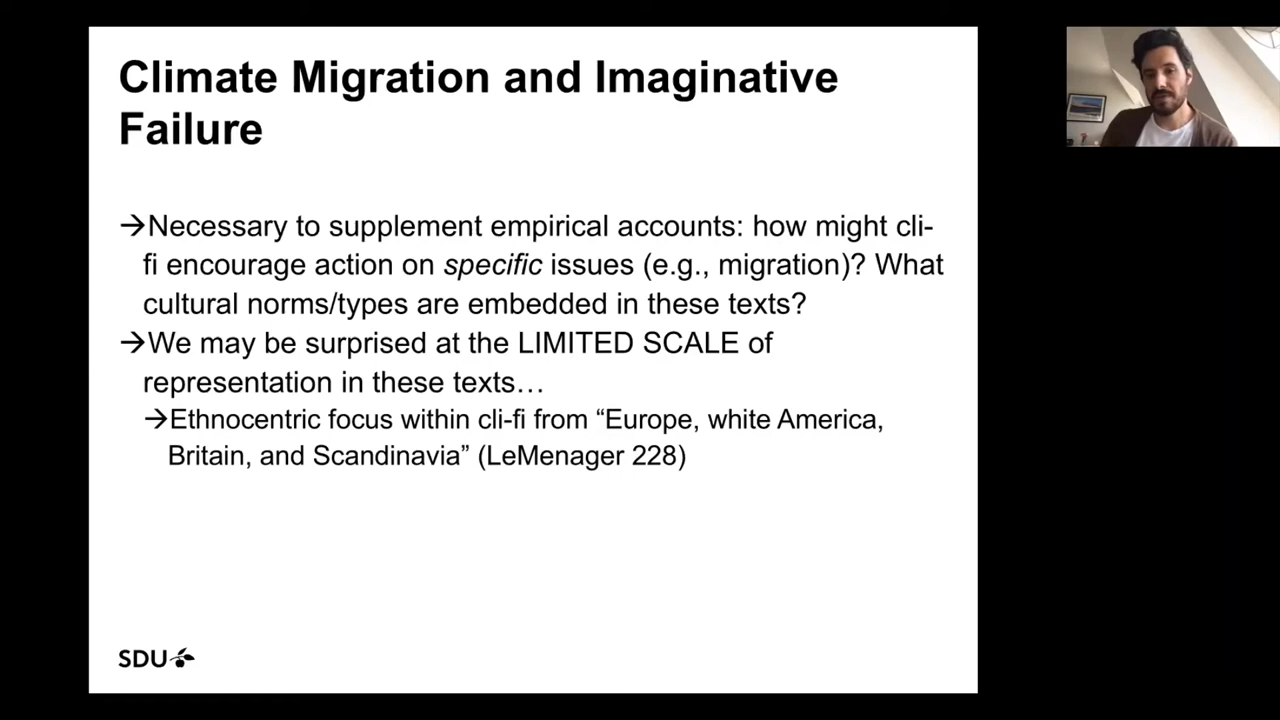 Climate Migration and Imaginative
Failure
→Necessary to supplement empirical accounts: how might cli-
fi encourage action on specific issues (e.g., migration)? What
cultural norms/types are embedded in these texts?
→We may be surprised at the LIMITED SCALE of
representation in these texts…
→Ethnocentric focus within cli-fi from “Europe, white America,
Britain, and Scandinavia” (LeMenager 228)
SDU